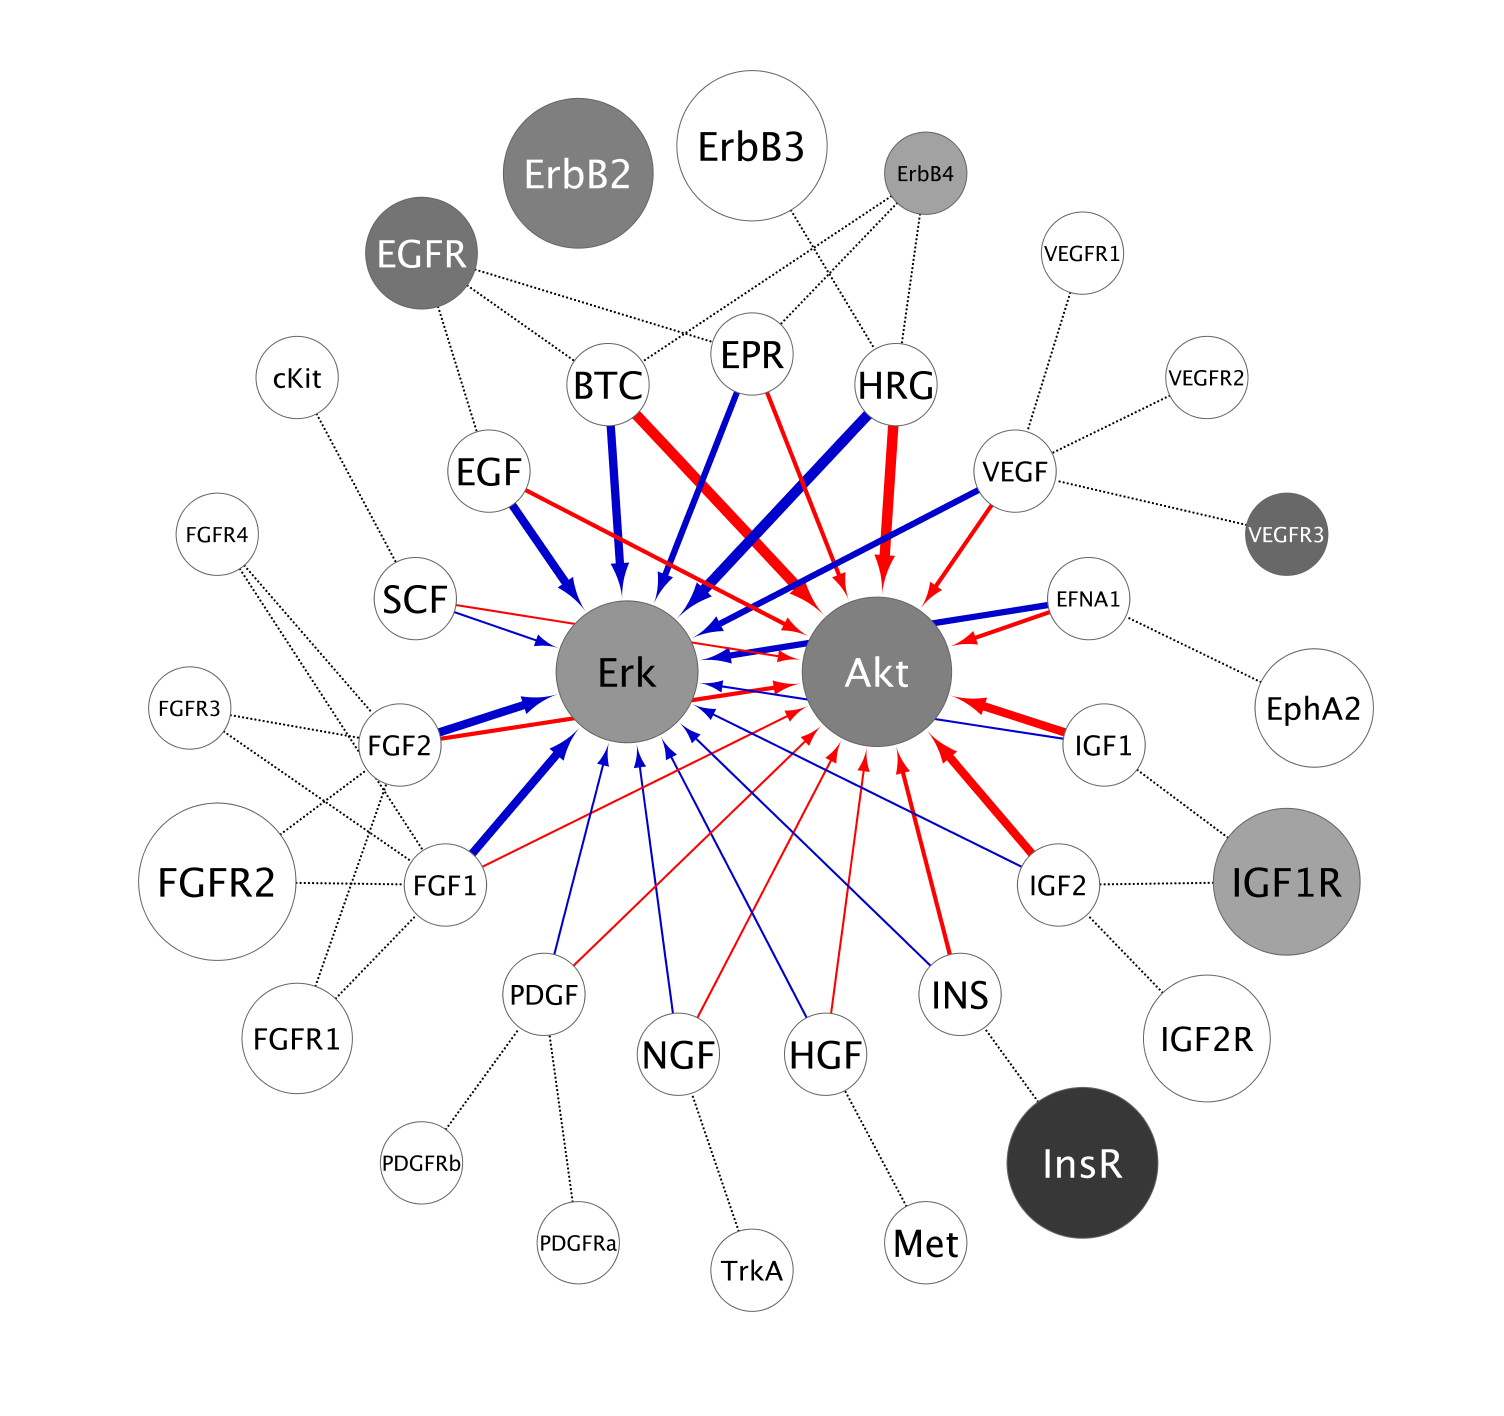 ErbB3
ErbB2
ErbB4
EGFR
VEGFR1
EPR
cKit
BTC
HRG
VEGFR2
EGF
VEGF
FGFR4
VEGFR3
SCF
EFNA1
Erk
Akt
FGFR3
EphA2
FGF2
IGF1
FGFR2
FGF1
IGF2
IGF1R
PDGF
INS
FGFR1
IGF2R
NGF
HGF
PDGFRb
InsR
PDGFRa
Met
TrkA